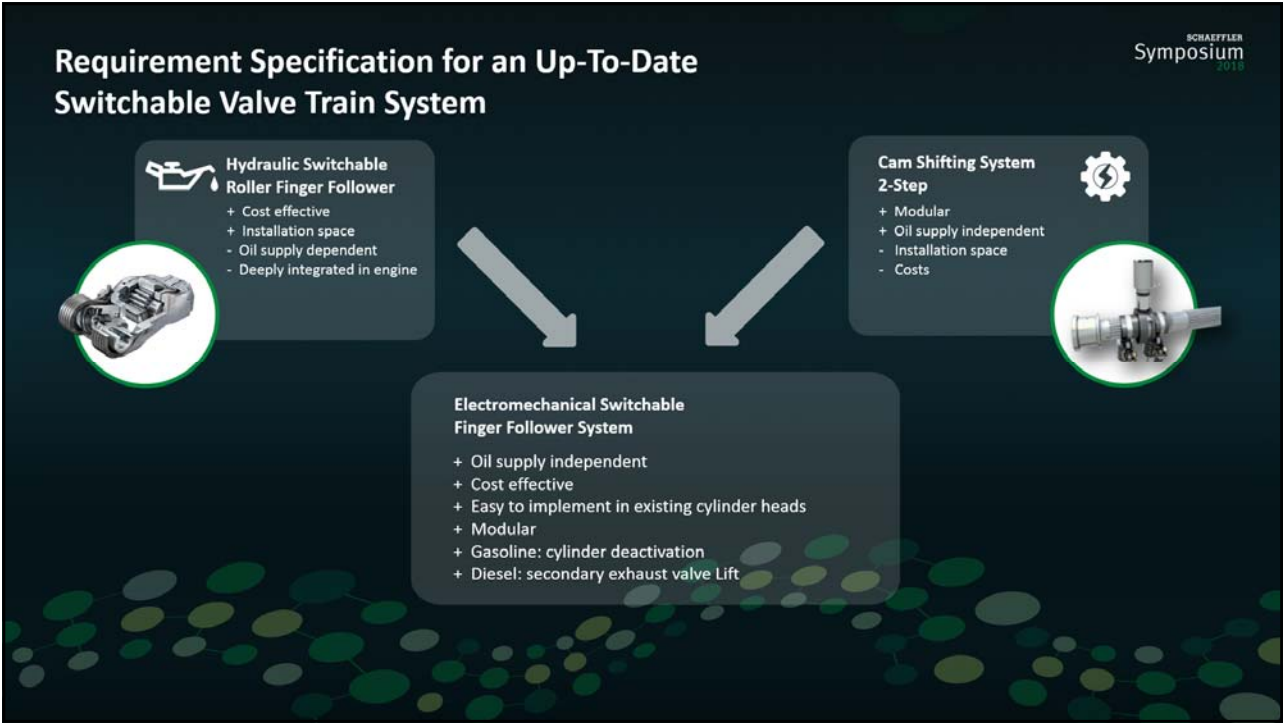 Requirement Specification for an Up-To-Date
Switchable Valve Train System
SCHAEFFLER
Symposium
2018
Hydraulic Switchable
Roller Finger Follower
+ Cost effective
+ Installation space
- Oil supply dependent
- Deeply integrated in engine
Cam Shifting System
2-Step
+ Modular
+ Oil supply independent
- Installation space
- Costs
Electromechanical Switchable
Finger Follower System
+ Oil supply independent
+ Cost effective
+ Easy to implement in existing cylinder heads
+ Modular
+ Gasoline: cylinder deactivation
+ Diesel: secondary exhaust valve Lift